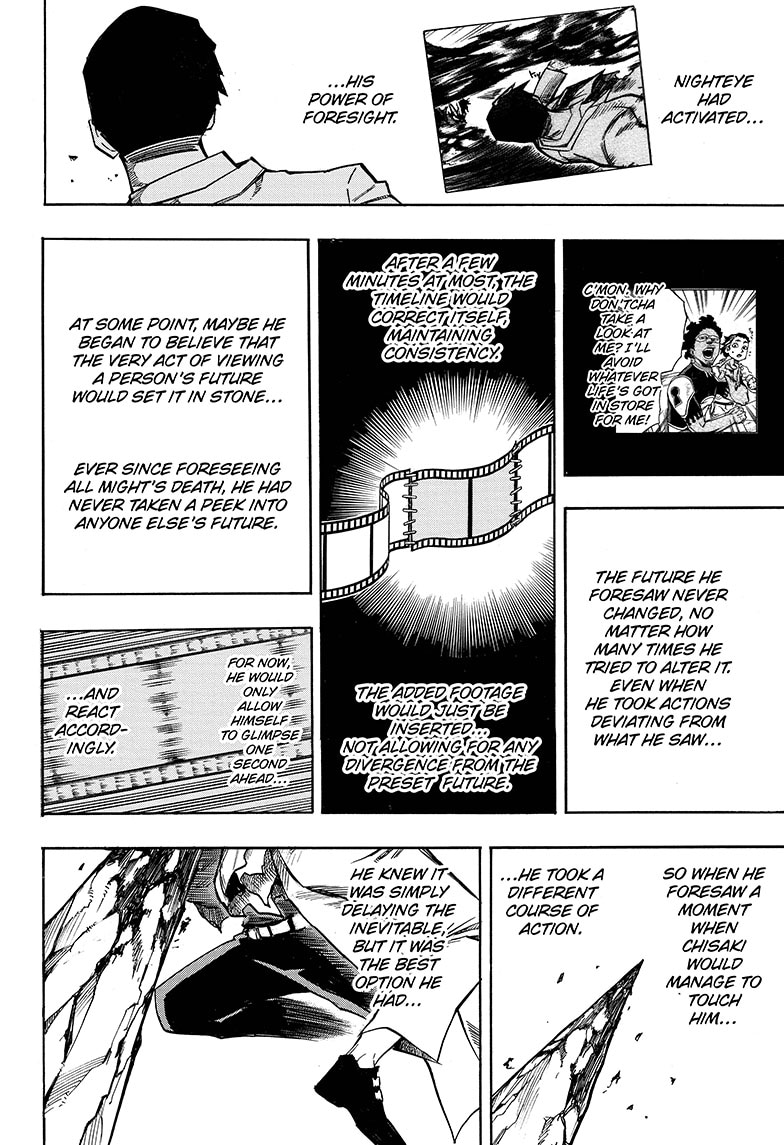 NIGHTEYE
HAD
ACTIVATED...
...HIS
POWER OF
FORESIGHT.
C'MON. WHY
DON'TCHA
TAKE A
LOOK AT
ME? I'LL
AVOID
WHATEVER
LIFE'S GOT
IN STORE
FOR ME!
THE FUTURE HE
FORESAW NEVER
CHANGED, NO
MATTER HOW
MANY TIMES HE
TRIED TO ALTER IT.
EVEN WHEN
HE TOOK ACTIONS
DEVIATING FROM
WHAT HE SAW...
AFTER A FEW
MINUTES AT MOST, THE
TIMELINE WOULD
CORRECT ITSELF,
MAINTAINING
CONSISTENCY.
THE ADDED FOOTAGE
WOULD JUST BE
INSERTED...
NOT ALLOWING FOR ANY
DIVERGENCE FROM THE
PRESET FUTURE.
AT SOME POINT, MAYBE HE
BEGAN TO BELIEVE THAT
THE VERY ACT OF VIEWING
A PERSON'S FUTURE
WOULD SET IT IN STONE...
EVER SINCE FORESEEING
ALL MIGHT'S DEATH, HE HAD
NEVER TAKEN A PEEK INTO
ANYONE ELSE'S FUTURE.
FOR NOW,
HE WOULD
ONLY
ALLOW
HIMSELF
TO GLIMPSE
ONE
SECOND
AHEAD...
...AND
REACT
ACCORD-
INGLY.
SO WHEN HE
FORESAW A
MOMENT
WHEN
CHISAKI
WOULD
MANAGE TO
TOUCH
HIM...
...HE TOOK A
DIFFERENT
COURSE OF
ACTION.
HE KNEW IT
WAS SIMPLY
DELAYING THE
INEVITABLE,
BUT IT WAS
THE BEST
OPTION HE
HAD...